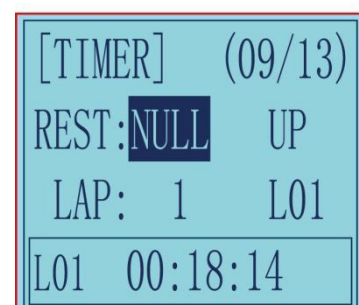 [TIMER] (09/13)
REST:NULL UP
LAP: 1 L01
L01 00:18:14